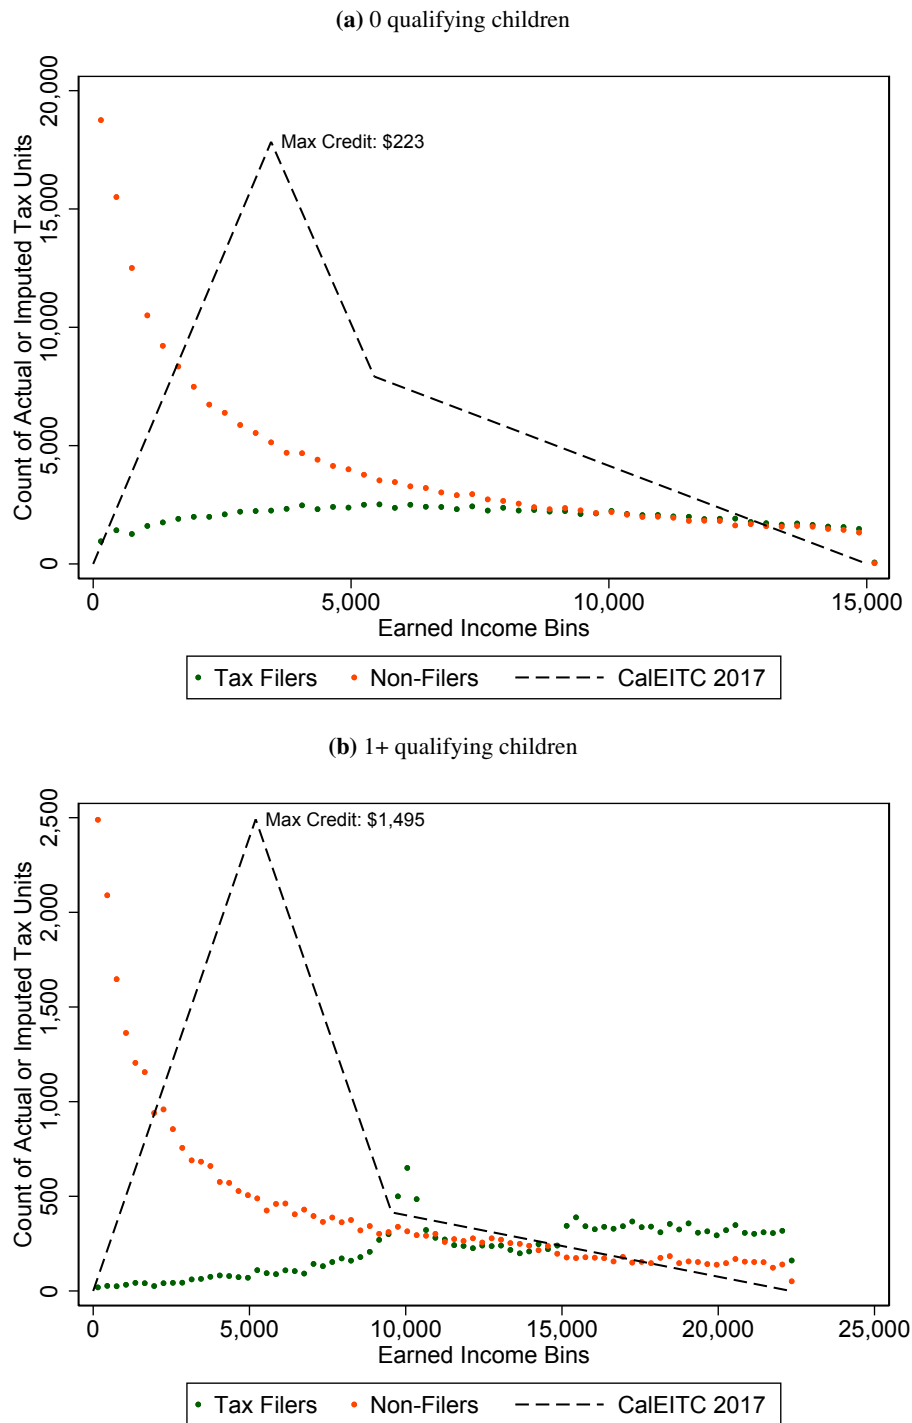 (a) 0 qualifying children
Count of Actual or Imputed Tax Units
20,000
15,000
10,000
5,000
0
Max Credit: $223
0 5,000 10,000 15,000
Earned Income Bins
Tax Filers Non-Filers CalEITC 2017
(b) 1+ qualifying children
Count of Actual or Imputed Tax Units
2,500
2,000
1,500
1,000
500
0
Max Credit: $1,495
0 5,000 10,000 15,000 20,000 25,000
Earned Income Bins
Tax Filers Non-Filers CalEITC 2017